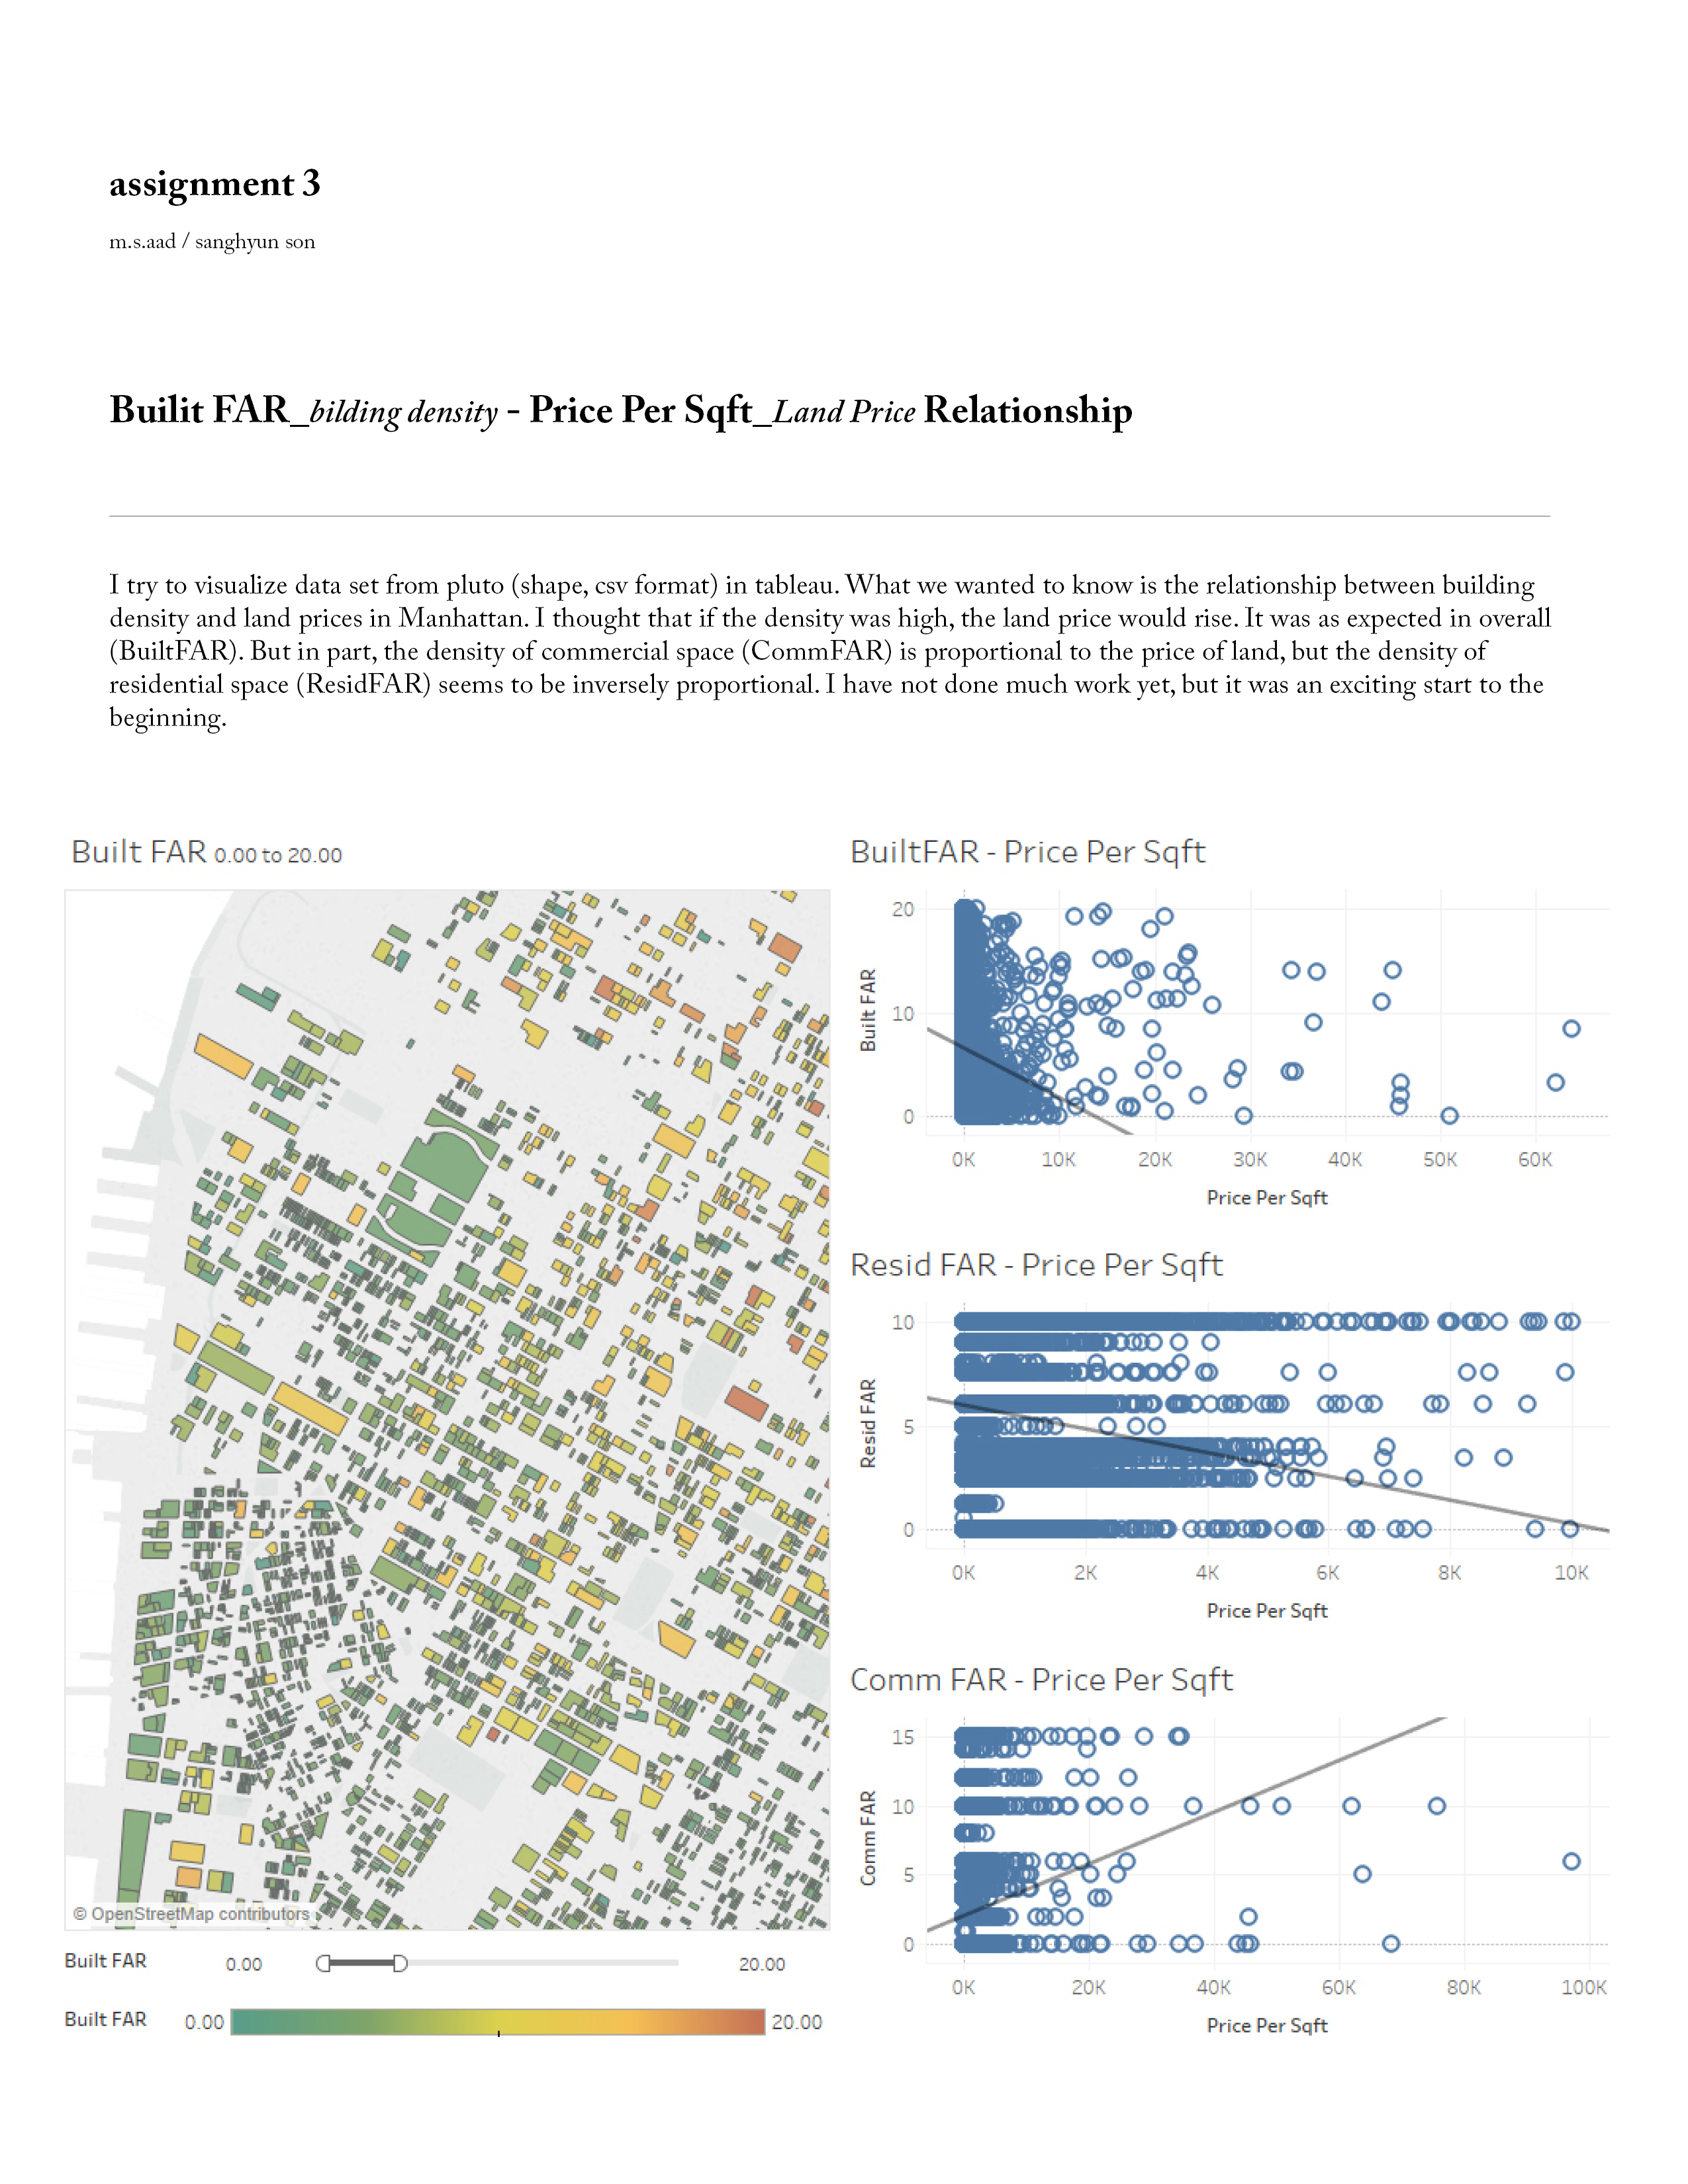 assignment 3
m.s.aad / sanghyun son
Builit FAR_bilding density - Price Per Sqft_Land Price Relationship
I try to visualize data set from pluto (shape, csv format) in tableau. What we wanted to know is the relationship between building
density and land prices in Manhattan. I thought that if the density was high, the land price would rise. It was as expected in overall
(BuiltFAR). But in part, the density of commercial space (CommFAR) is proportional to the price of land, but the density of
residential space (ResidFAR) seems to be inversely proportional. I have not done much work yet, but it was an exciting start to the
beginning.
Built FAR 0.00 to 20.00
© OpenStreetMap contributors
Built FAR 0.00 20.00
Built FAR 0.00 20.00
BuiltFAR - Price Per Sqft
Built FAR
20
10
0
0K 10K 20K 30K 40K 50K 60K
Price Per Sqft
Resid FAR - Price Per Sqft
Resid FAR
10
5
0
0K 2K 4K 6K 8K 10K
Price Per Sqft
Comm FAR - Price Per Sqft
Comm FAR
15
10
5
0
0K 20K 40K 60K 80K 100K
Price Per Sqft